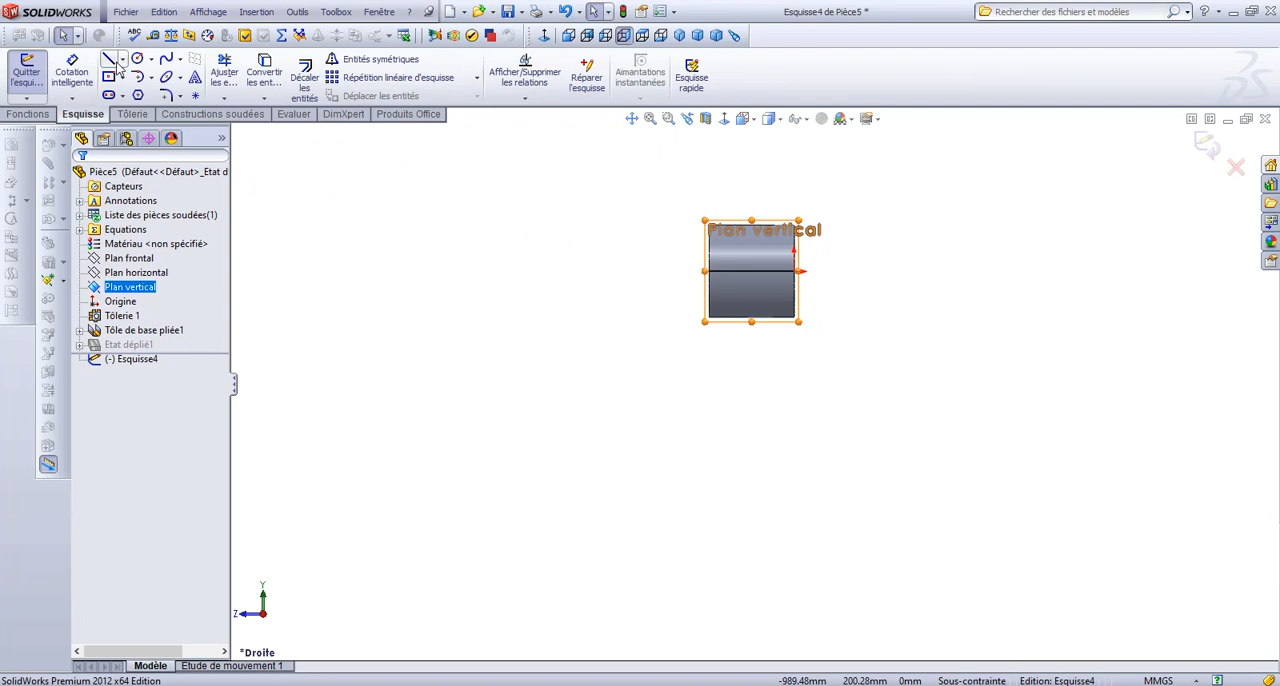 SOLIDWORKS Fichier Edition Affichage Insertion Outils Toolbox Fenêtre ? Esquisse4 de Pièce5 * Rechercher des fichiers et modèles
Quitter l'esqui...
Cotation intelligente
Ajuster les e...
Convertir les ent...
Décaler les entités
Entités symétriques
Répétition linéaire d'esquisse
Déplacer les entités
Afficher/Supprimer les relations
Réparer l'esquisse
Aimantations instantanées
Esquisse rapide
Fonctions Esquisse Tôlerie Constructions soudées Evaluer DimXpert Produits Office
Pièce5 (Défaut<<Défaut>_Etat d
Capteurs
Annotations
Liste des pièces soudées(1)
Equations
Matériau <non spécifié>
Plan frontal
Plan horizontal
Plan vertical
Origine
Tôlerie 1
Tôle de base pliée1
Etat déplié1
(-) Esquisse4
Plan vertical
Y
Z
*Droite
Modèle Etude de mouvement 1
SolidWorks Premium 2012 x64 Edition -989.48mm 200.28mm 0mm Sous-contrainte Edition: Esquisse4 MMGS